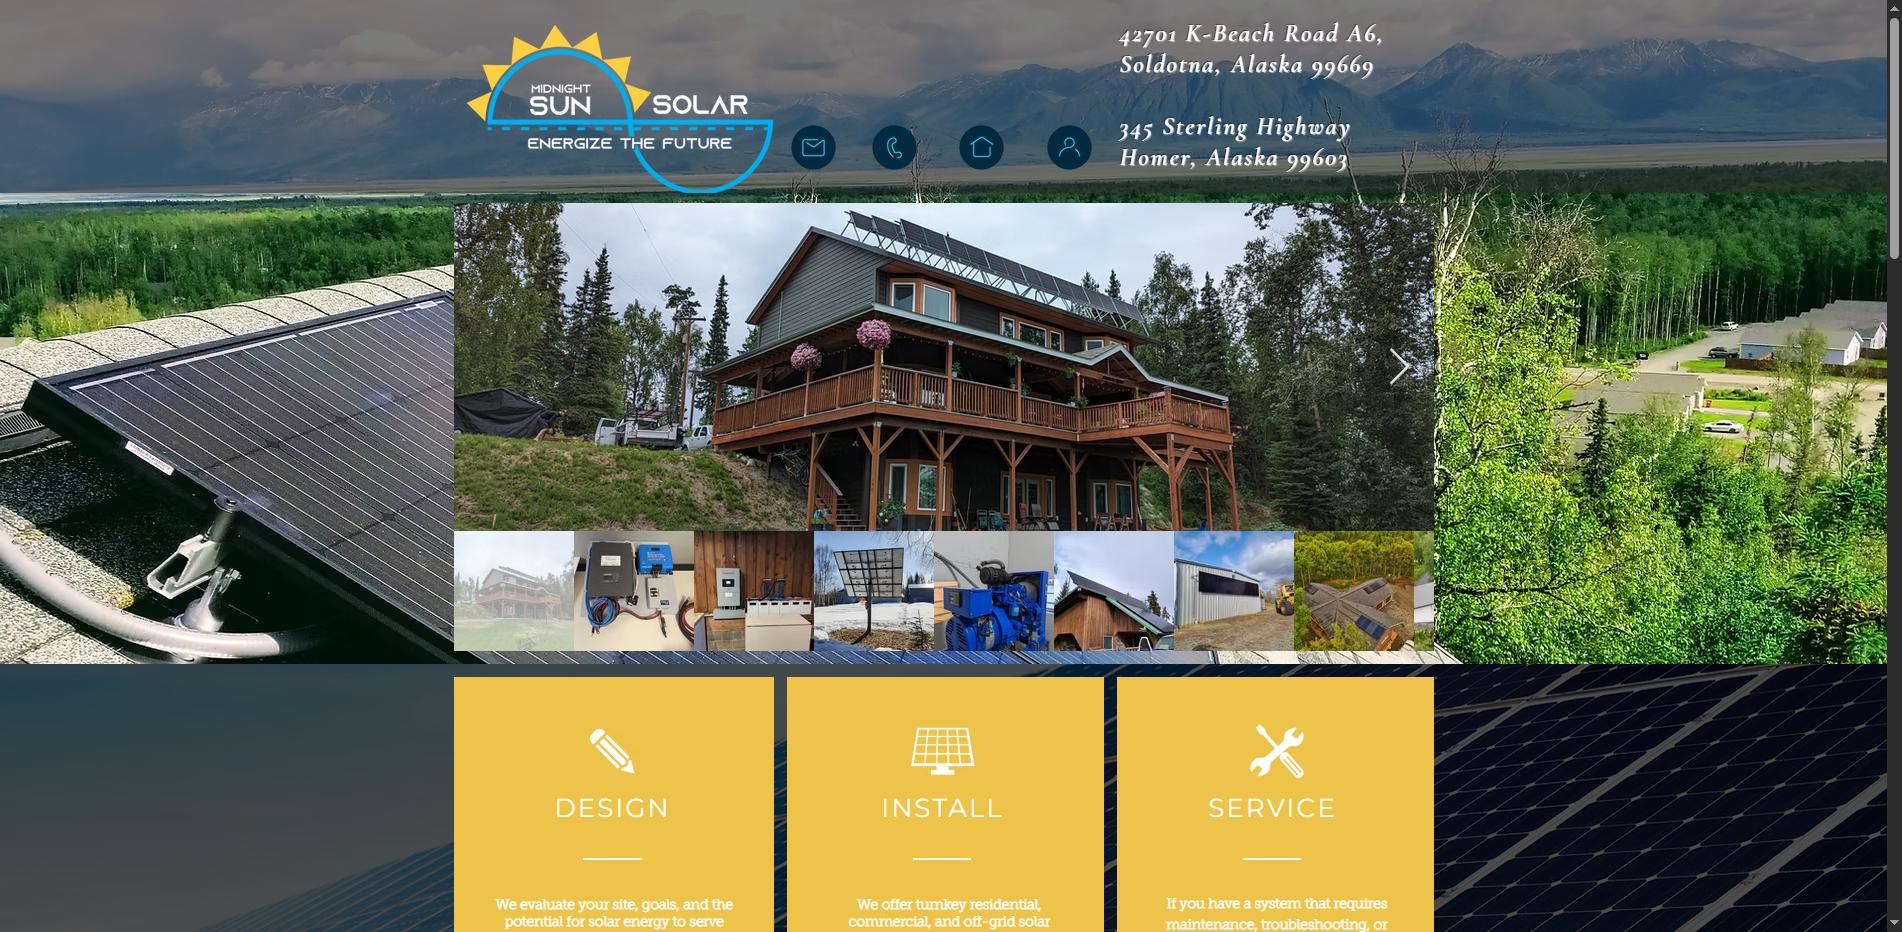 MIDNIGHT
SUN SOLAR
ENERGIZE THE FUTURE
42701 K-Beach Road A6,
Soldotna, Alaska 99669
345 Sterling Highway
Homer, Alaska 99603
DESIGN
We evaluate your site, goals, and the
potential for solar energy to serve
INSTALL
We offer turnkey residential,
commercial, and off-grid solar
SERVICE
If you have a system that requires
maintenance, troubleshooting, or